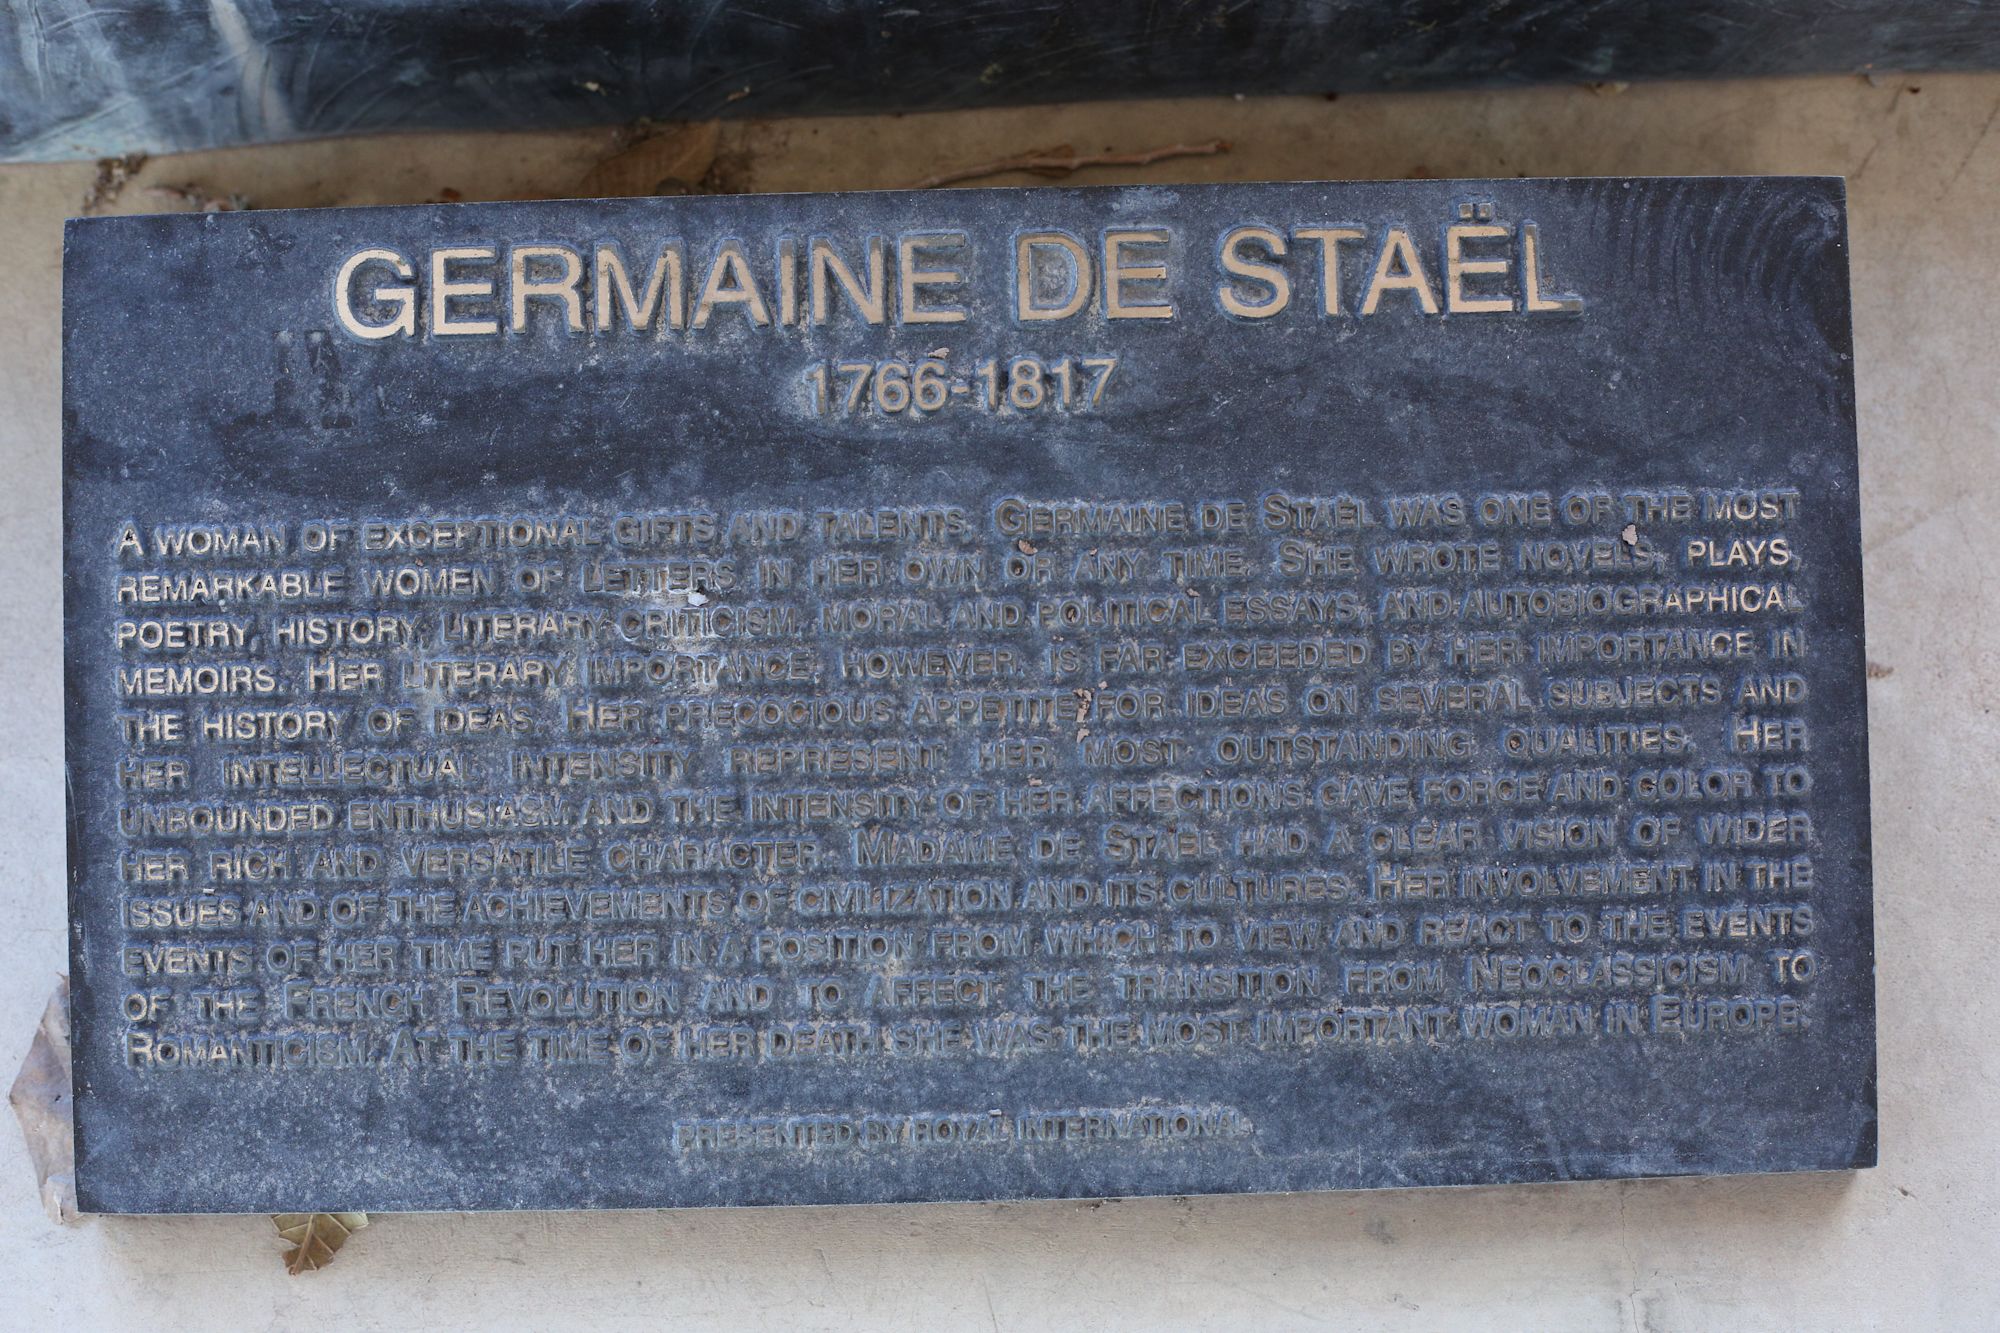 GERMAINE DE STAËL
1766-1817
A WOMAN OF EXCEPTIONAL GIFTS AND TALENTS, GERMAINE DE STAËL WAS ONE OF THE MOST
REMARKABLE WOMEN OF LETTERS IN HER OWN OR ANY TIME. SHE WROTE NOVELS, PLAYS,
POETRY, HISTORY, LITERARY CRITICISM, MORAL AND POLITICAL ESSAYS, AND AUTOBIOGRAPHICAL
MEMOIRS. HER LITERARY IMPORTANCE, HOWEVER, IS FAR EXCEEDED BY HER IMPORTANCE IN
THE HISTORY OF IDEAS. HER PRECOCIOUS APPETITE FOR IDEAS ON SEVERAL SUBJECTS AND
HER INTELLECTUAL INTENSITY REPRESENT HER MOST OUTSTANDING QUALITIES. HER
UNBOUNDED ENTHUSIASM AND THE INTENSITY OF HER AFFECTIONS GAVE FORCE AND COLOR TO
HER RICH AND VERSATILE CHARACTER. MADAME DE STAËL HAD A CLEAR VISION OF WIDER
ISSUES AND OF THE ACHIEVEMENTS OF CIVILIZATION AND ITS CULTURES. HER INVOLVEMENT IN THE
EVENTS OF HER TIME PUT HER IN A POSITION FROM WHICH TO VIEW AND REACT TO THE EVENTS
OF THE FRENCH REVOLUTION AND TO AFFECT THE TRANSITION FROM NEOCLASSICISM TO
ROMANTICISM. AT THE TIME OF HER DEATH SHE WAS THE MOST IMPORTANT WOMAN IN EUROPE.
PRESENTED BY ROYAL INTERNATIONAL